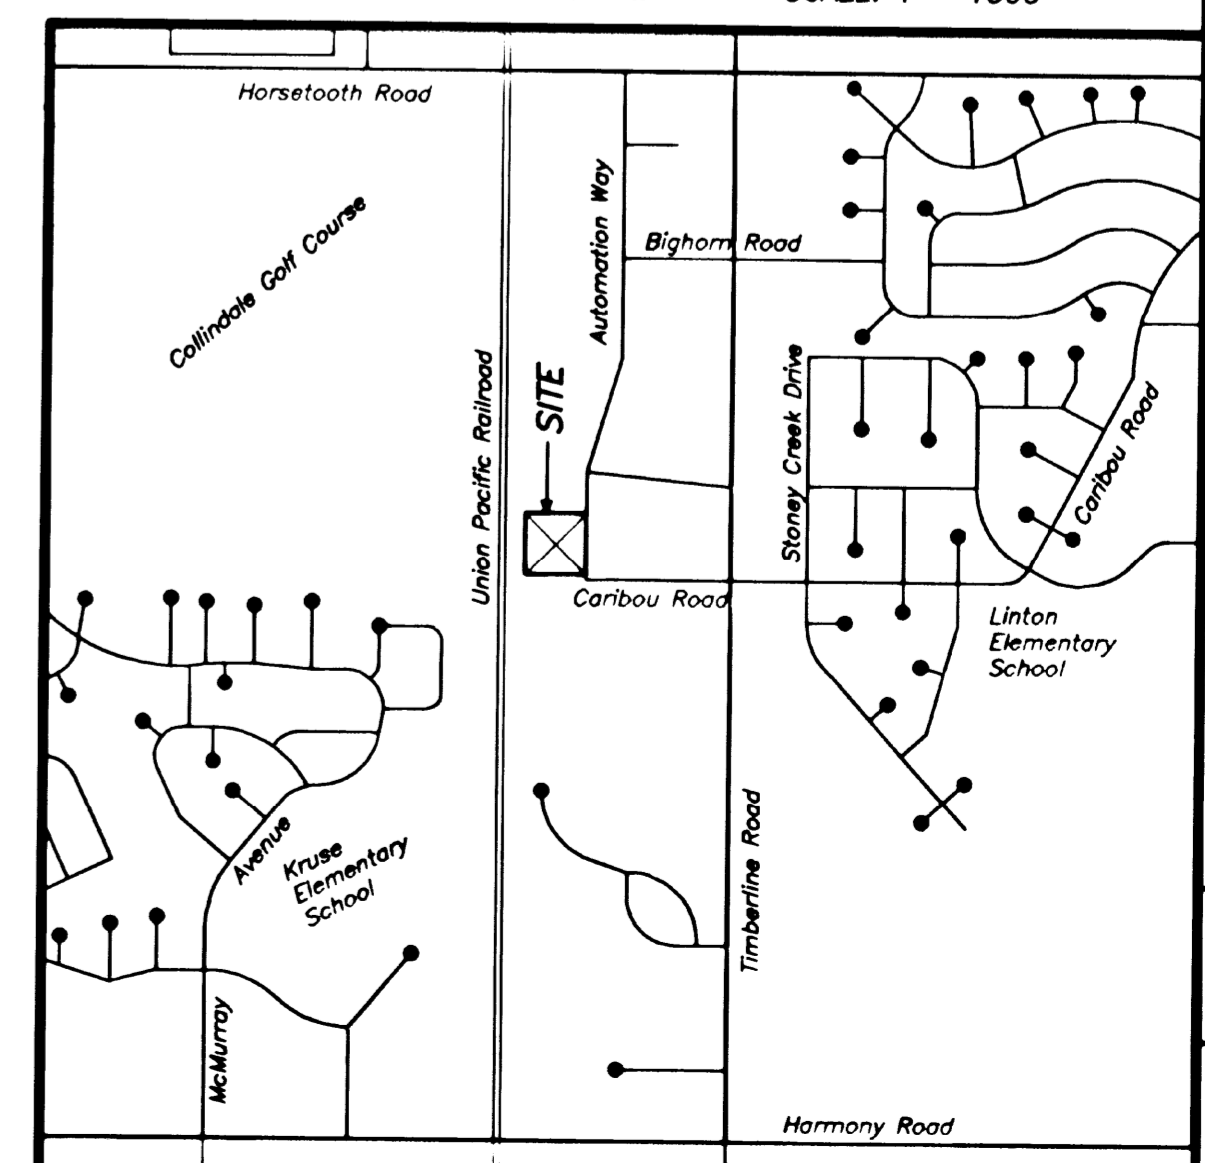 Horsetooth Road
Collindale Golf Course
Automation Way
Bighorn Road
Union Pacific Railroad
SITE
Stoney Creek Drive
Caribou Road
Caribou Road
Linton
Elementary
School
Avenue
Kruse
Elementary
School
Timberline Road
McMurray
Harmony Road